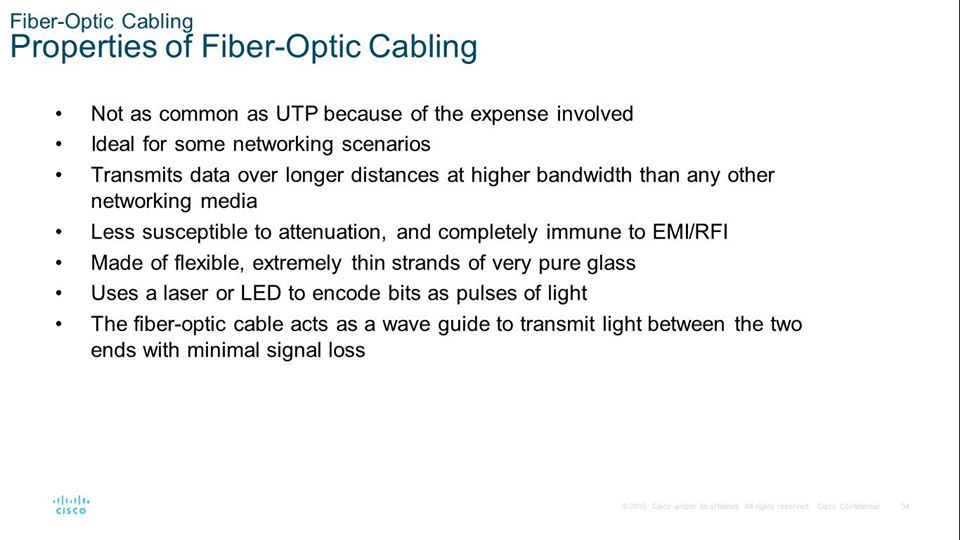 Fiber-Optic Cabling
Properties of Fiber-Optic Cabling
• Not as common as UTP because of the expense involved
• Ideal for some networking scenarios
• Transmits data over longer distances at higher bandwidth than any other
networking media
• Less susceptible to attenuation, and completely immune to EMI/RFI
• Made of flexible, extremely thin strands of very pure glass
• Uses a laser or LED to encode bits as pulses of light
• The fiber-optic cable acts as a wave guide to transmit light between the two
ends with minimal signal loss
CISCO
© 2016 Cisco and/or its affiliates. All rights reserved. Cisco Confidential 34